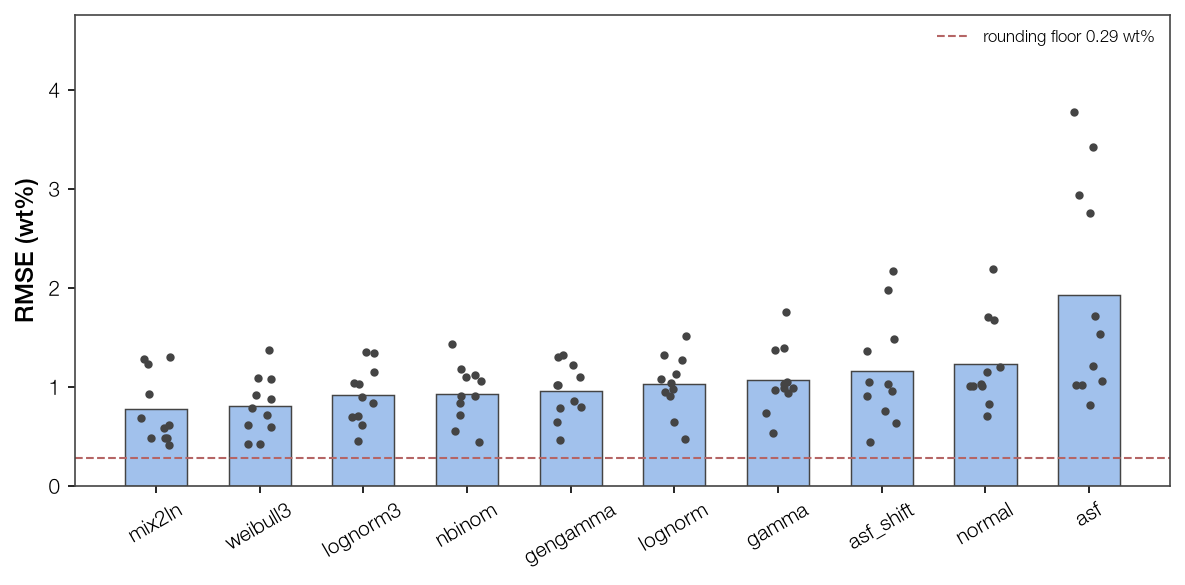 rounding floor 0.29 wt%
RMSE (wt%)
4
3
2
1
0
mix2ln
weibull3
lognorm3
nbinom
gengamma
lognorm
gamma
asf_shift
normal
asf